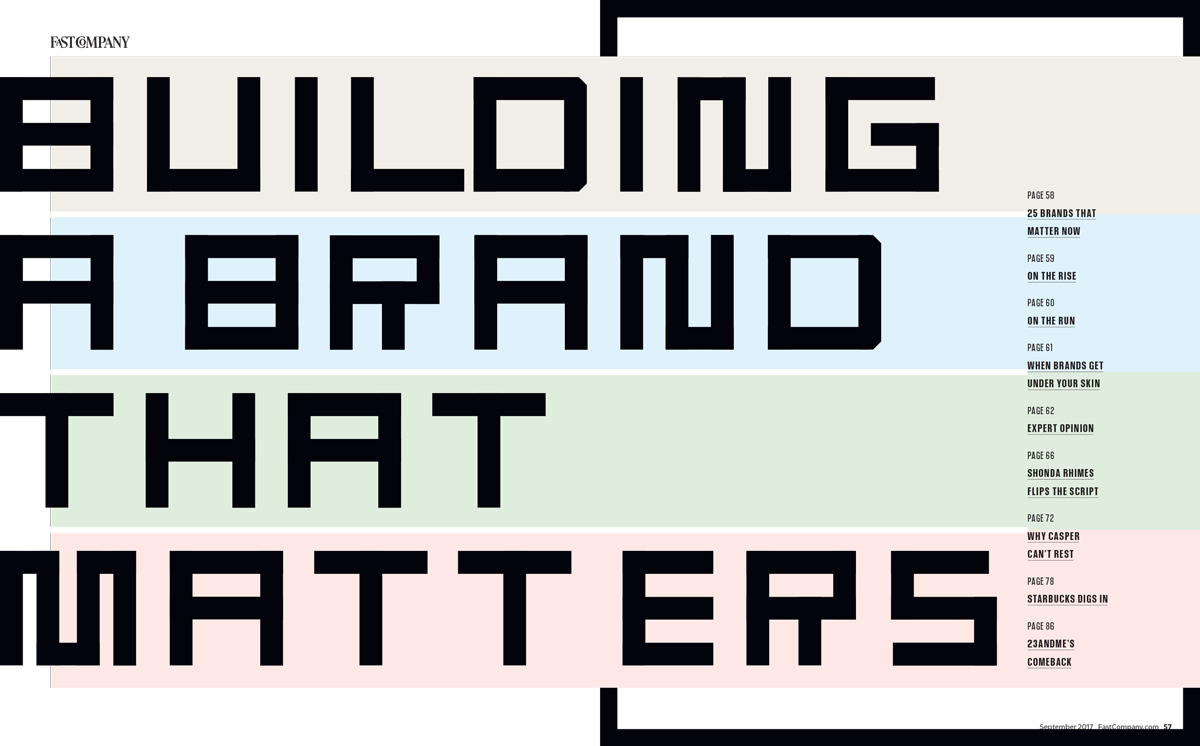 FAST COMPANY
BUILDING
A BRAND
THAT
MATTERS
PAGE 58
25 BRANDS THAT
MATTER NOW
PAGE 59
ON THE RISE
PAGE 60
ON THE RUN
PAGE 61
WHEN BRANDS GET
UNDER YOUR SKIN
PAGE 62
EXPERT OPINION
PAGE 66
SHONDA RHIMES
FLIPS THE SCRIPT
PAGE 72
WHY CASPER
CAN'T REST
PAGE 78
STARBUCKS DIGS IN
PAGE 86
23ANDME'S
COMEBACK
September 2017 FastCompany.com 57